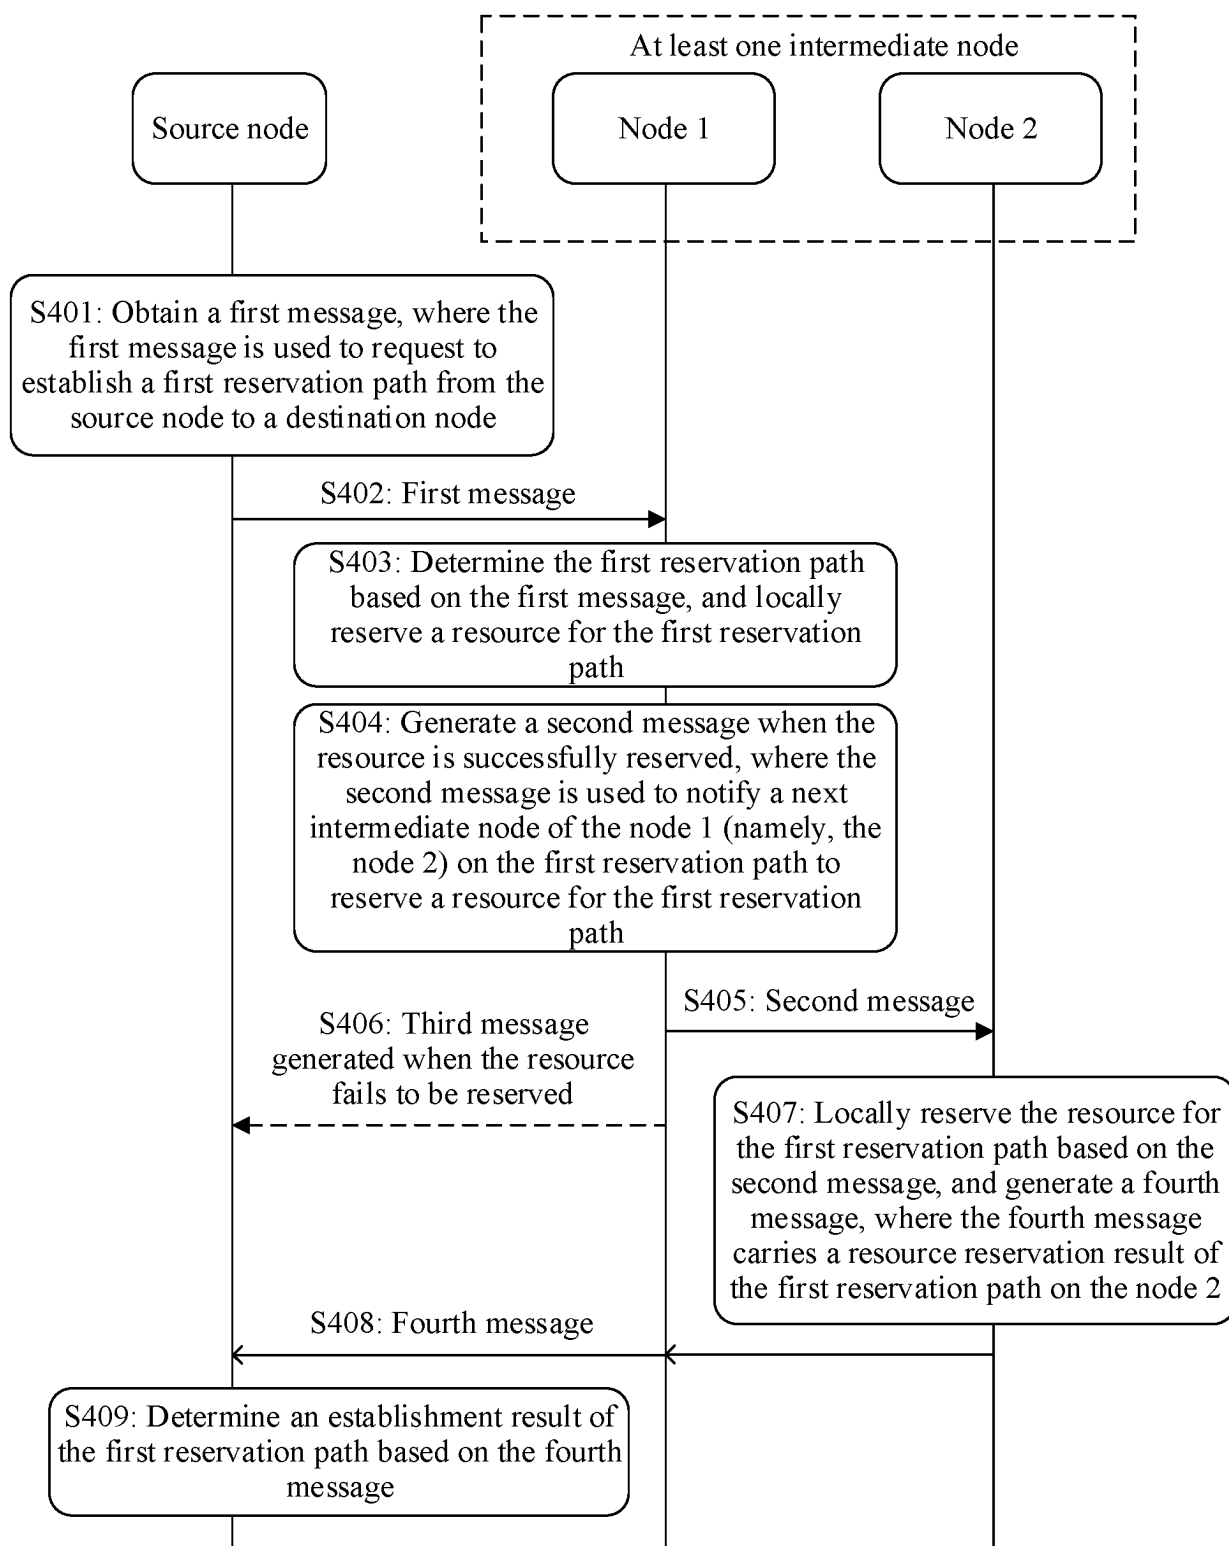 At least one intermediate node
Source node
Node 1
Node 2
S401: Obtain a first message, where the
first message is used to request to
establish a first reservation path from the
source node to a destination node
S402: First message
S403: Determine the first reservation path
based on the first message, and locally
reserve a resource for the first reservation
path
S404: Generate a second message when the
resource is successfully reserved, where the
second message is used to notify a next
intermediate node of the node 1 (namely, the
node 2) on the first reservation path to
reserve a resource for the first reservation
path
S405: Second message
S406: Third message
generated when the resource
fails to be reserved
S407: Locally reserve the resource for
the first reservation path based on the
second message, and generate a fourth
message, where the fourth message
carries a resource reservation result of
the first reservation path on the node 2
S408: Fourth message
S409: Determine an establishment result of
the first reservation path based on the fourth
message